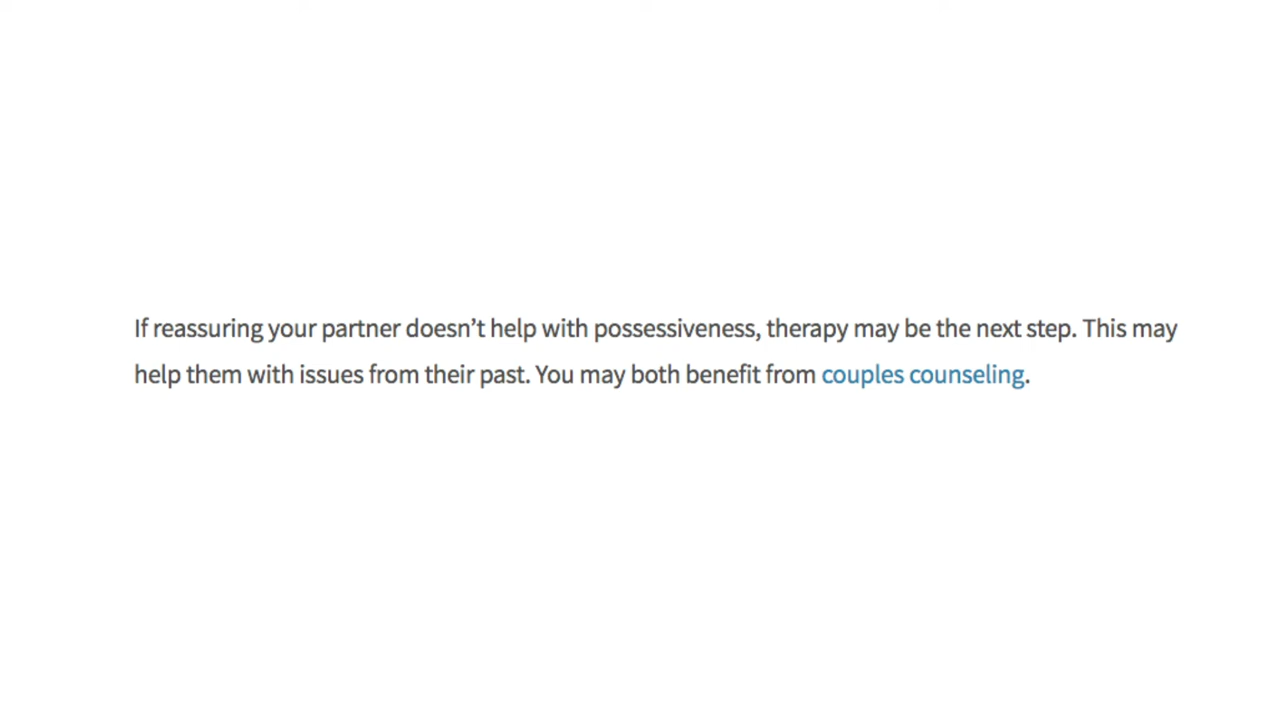 If reassuring your partner doesn’t help with possessiveness, therapy may be the next step. This may
help them with issues from their past. You may both benefit from couples counseling.